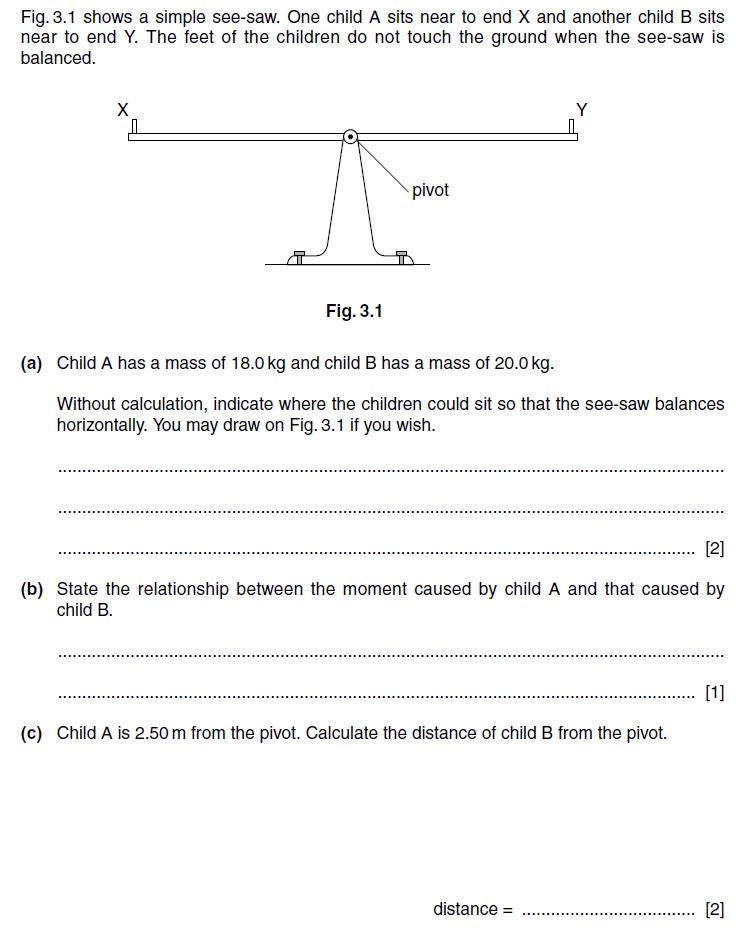 Fig. 3.1 shows a simple see-saw. One child A sits near to end X and another child B sits
near to end Y. The feet of the children do not touch the ground when the see-saw is
balanced.
X
Y
pivot
Fig. 3.1
(a) Child A has a mass of 18.0 kg and child B has a mass of 20.0 kg.
Without calculation, indicate where the children could sit so that the see-saw balances
horizontally. You may draw on Fig. 3.1 if you wish.
[2]
(b) State the relationship between the moment caused by child A and that caused by
child B.
[1]
(c) Child A is 2.50 m from the pivot. Calculate the distance of child B from the pivot.
distance = ..................................... [2]